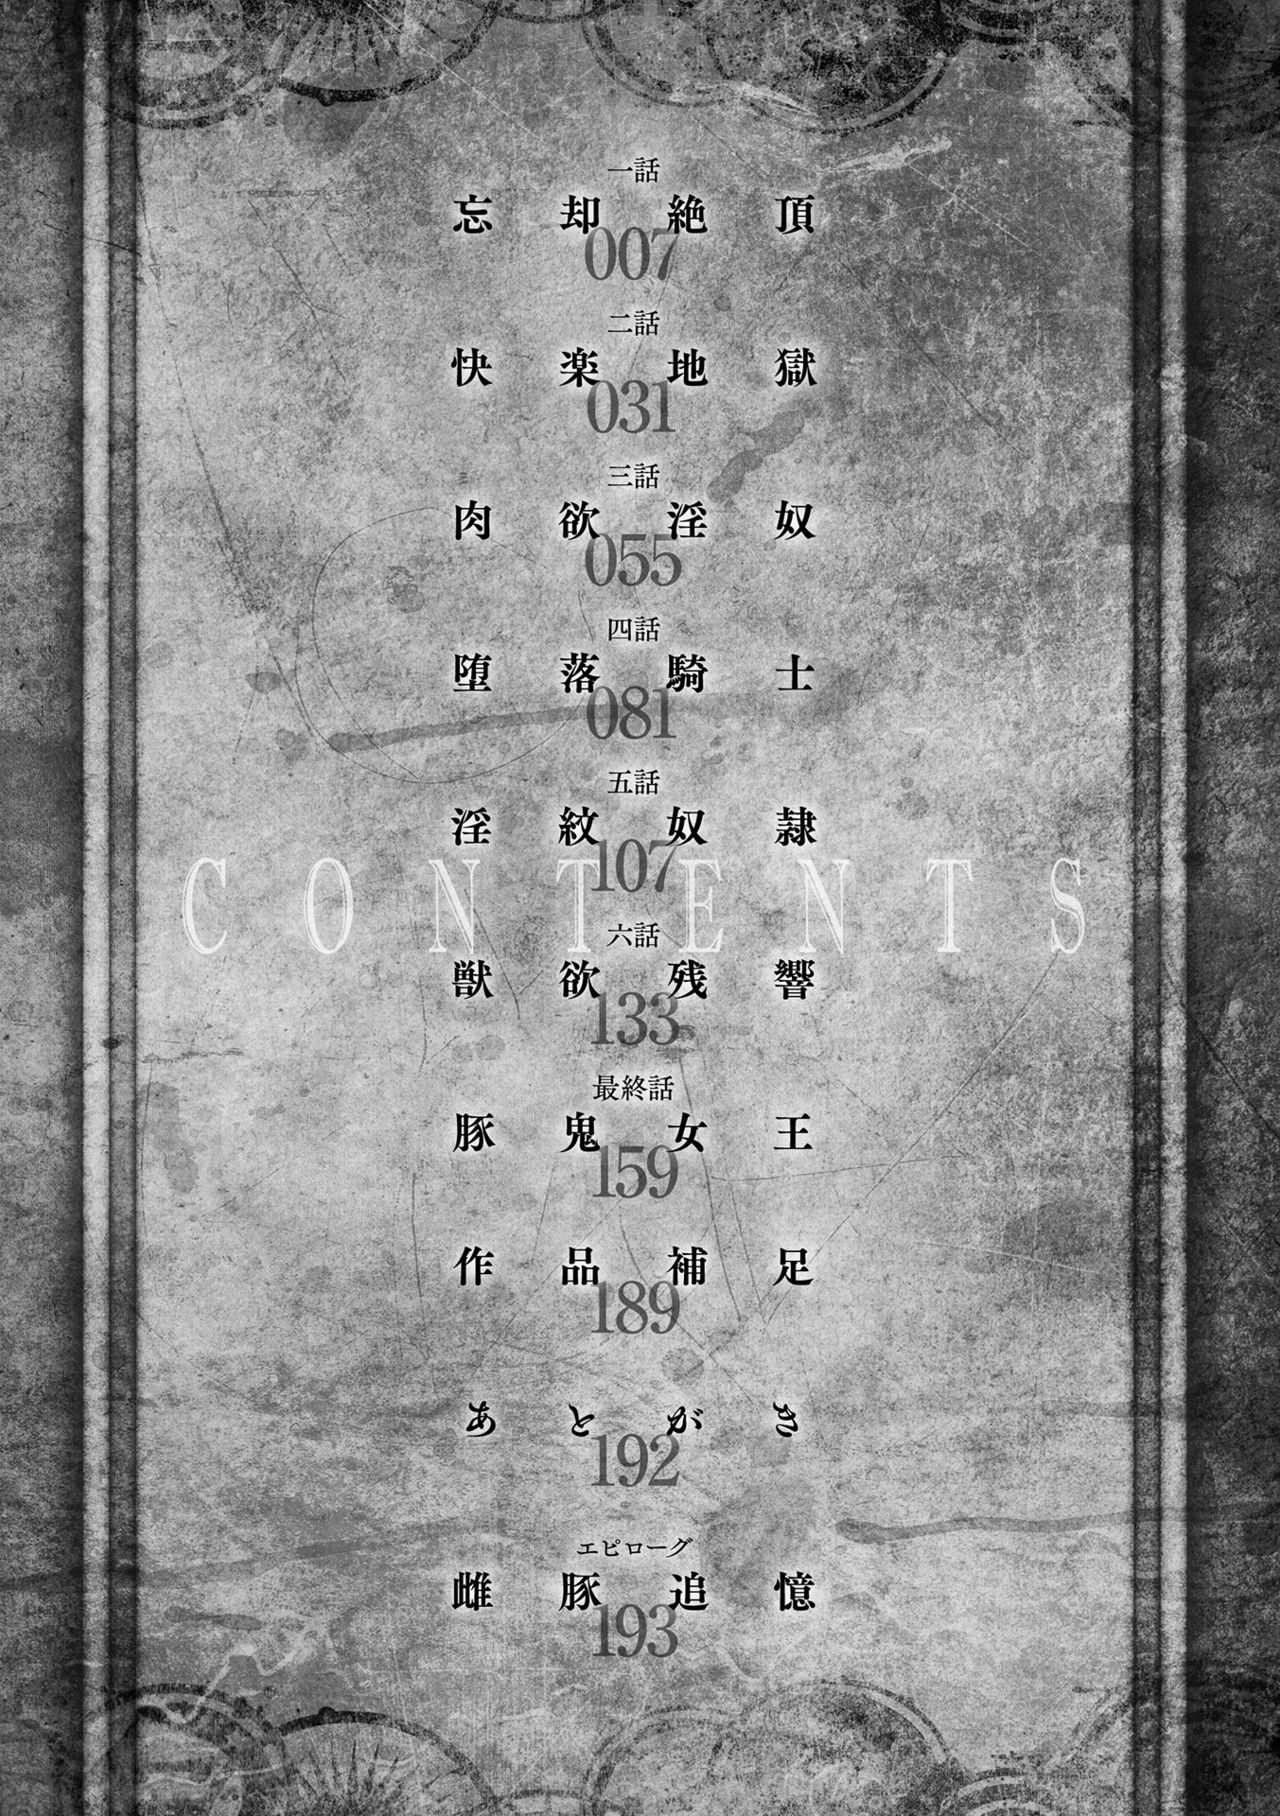 一話
忘却絶頂
007
二話
快楽地獄
031
三話
肉欲淫奴
055
四話
堕落騎士
081
五話
淫紋奴隷
107
CONTENTS
六話
獣欲残響
133
最終話
豚鬼女王
159
作品補足
189
あとがき
192
エピローグ
雌豚追憶
193